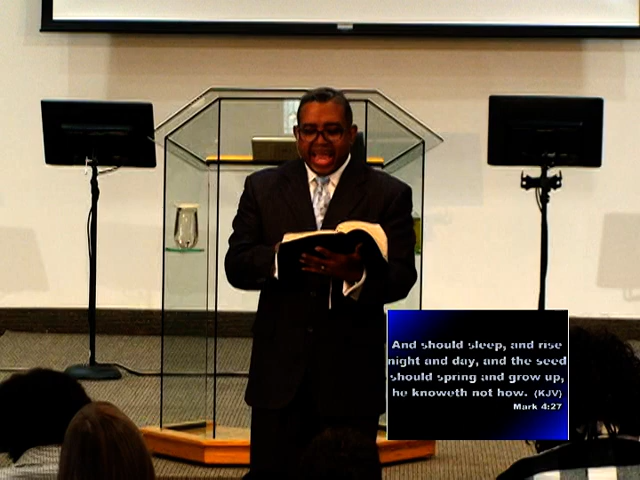 And should sleep, and rise
night and day, and the seed
should spring and grow up,
he knoweth not how. (KJV)
Mark 4:27